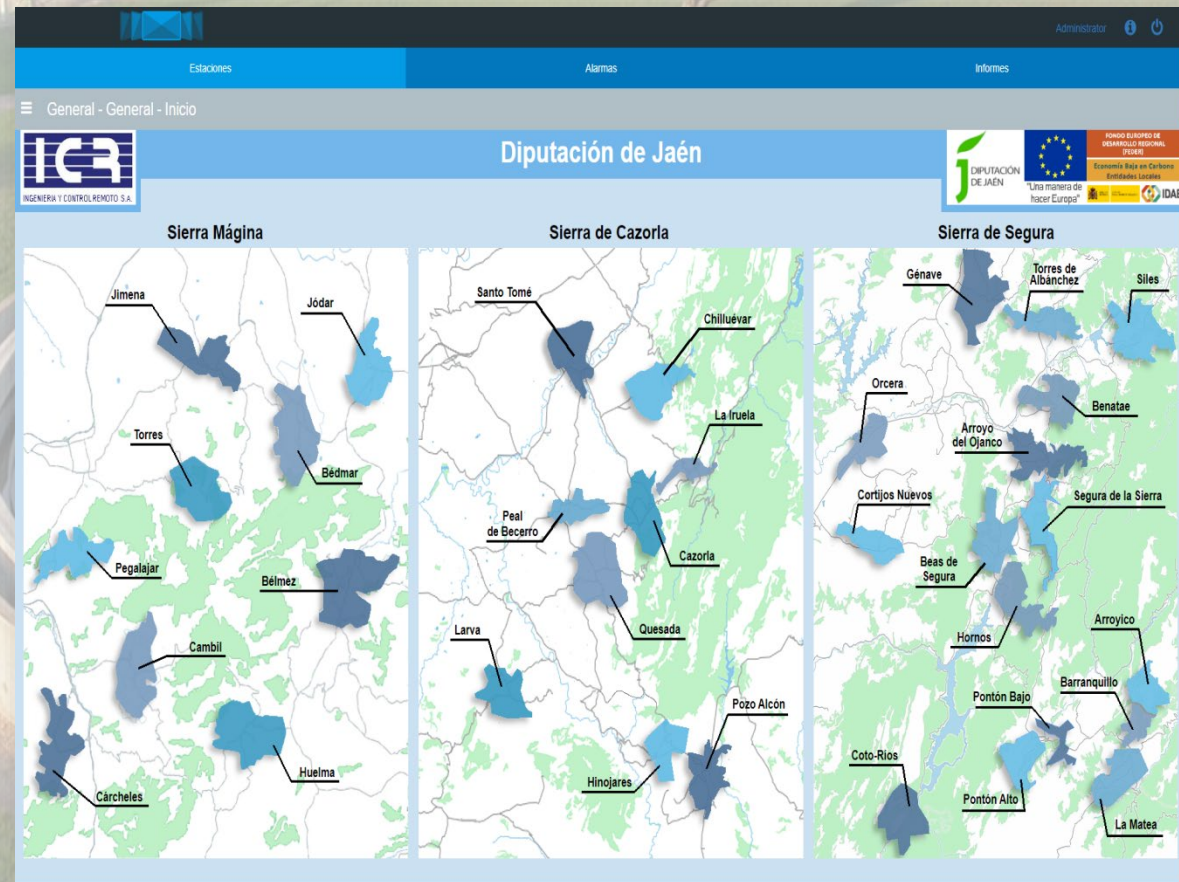 Administrator
Estaciones
Alarmas
Informes
General - General - Inicio
ICR
INGENIERIA Y CONTROL REMOTO S.A.
Diputación de Jaén
DIPUTACIÓN
DE JAÉN
"Una manera de
hacer Europa"
FONDO EUROPEO DE
DESARROLLO REGIONAL
(FEDER)
Economía Baja en Carbono
Entidades Locales
IDAE
Sierra Mágina
Jimena
Jódar
Torres
Bédmar
Pegalajar
Bélmez
Cambil
Huelma
Cárcheles
Sierra de Cazorla
Santo Tomé
Chilluévar
La Iruela
Peal
de Becerro
Cazorla
Quesada
Larva
Pozo Alcón
Hinojares
Sierra de Segura
Génave
Torres de
Albánchez
Siles
Orcera
Benatae
Arroyo
del Ojanco
Cortijos Nuevos
Segura de la Sierra
Beas de
Segura
Hornos
Arroyico
Barranquillo
Pontón Bajo
Coto-Rios
Pontón Alto
La Matea